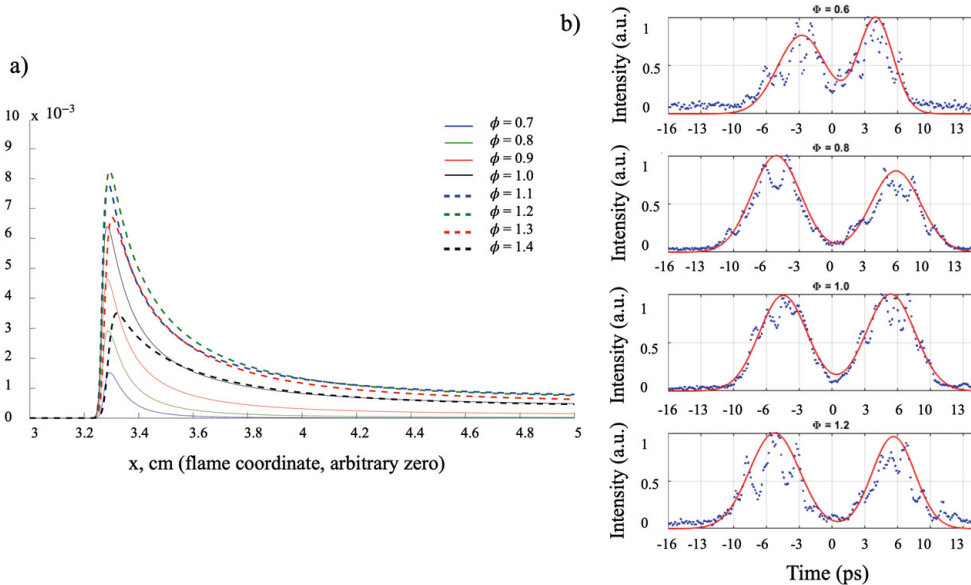 a)
x 10⁻³
10
9
8
7
6
5
4
3
2
1
0
3 3.2 3.4 3.6 3.8 4 4.2 4.4 4.6 4.8 5
x, cm (flame coordinate, arbitrary zero)
ϕ = 0.7
ϕ = 0.8
ϕ = 0.9
ϕ = 1.0
ϕ = 1.1
ϕ = 1.2
ϕ = 1.3
ϕ = 1.4
b)
Φ = 0.6
Intensity (a.u.)
1
0.5
0
-16 -13 -10 -6 -3 0 3 6 10 13
Φ = 0.8
Intensity (a.u.)
1
0.5
0
-16 -13 -10 -6 -3 0 3 6 10 13
Φ = 1.0
Intensity (a.u.)
1
0.5
0
-16 -13 -10 -6 -3 0 3 6 10 13
Φ = 1.2
Intensity (a.u.)
1
0.5
0
-16 -13 -10 -6 -3 0 3 6 10 13
Time (ps)